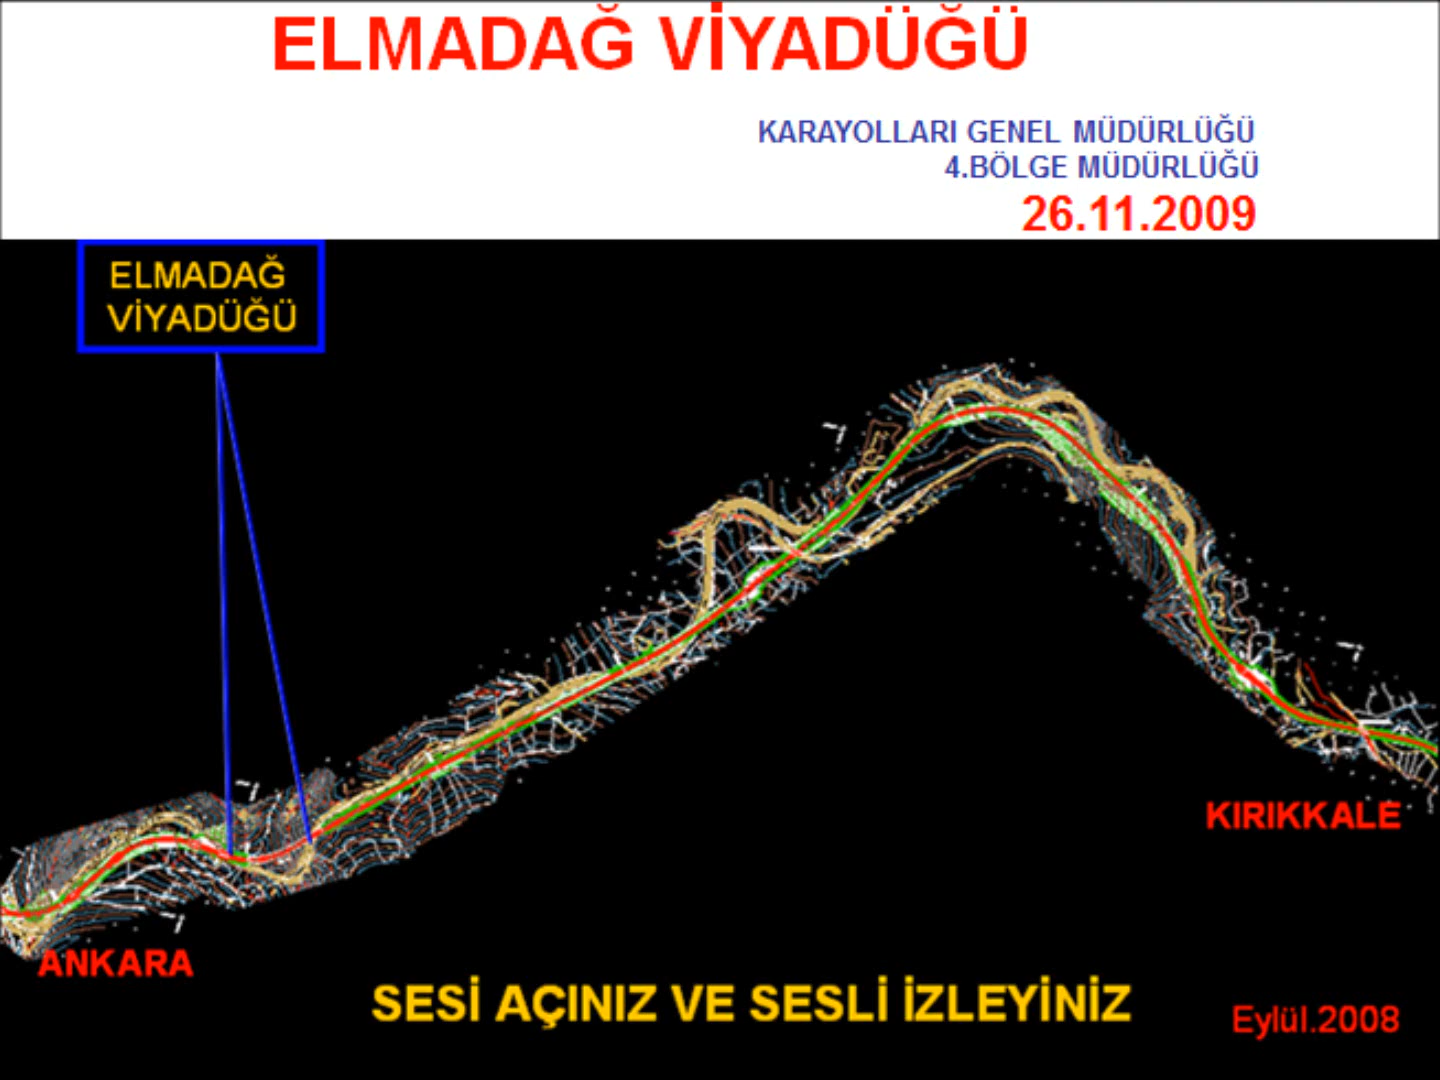 ELMADAĞ VİYADÜĞÜ
KARAYOLLARI GENEL MÜDÜRLÜĞÜ
4.BÖLGE MÜDÜRLÜĞÜ
26.11.2009
ELMADAĞ
VİYADÜĞÜ
KIRIKKALE
ANKARA
SESİ AÇINIZ VE SESLİ İZLEYİNİZ
Eylül.2008